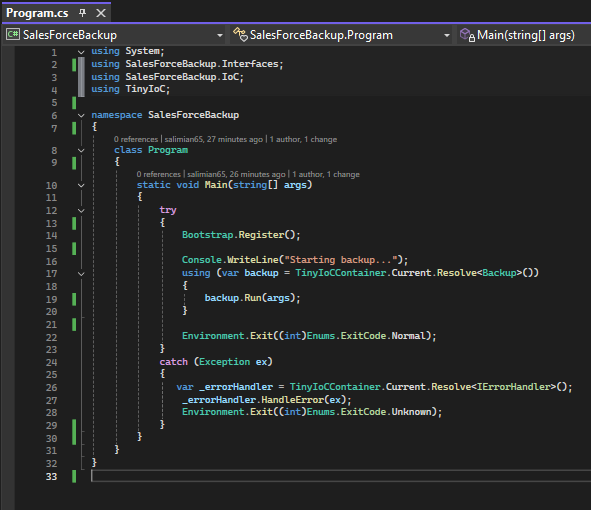 Program.cs
C# SalesForceBackup SalesForceBackup.Program Main(string[] args)
1 using System;
2 using SalesForceBackup.Interfaces;
3 using SalesForceBackup.IoC;
4 using TinyIoC;
5
6 namespace SalesForceBackup
7 {
0 references | salimian65, 27 minutes ago | 1 author, 1 change
8 class Program
9 {
0 references | salimian65, 26 minutes ago | 1 author, 1 change
10 static void Main(string[] args)
11 {
12 try
13 {
14 Bootstrap.Register();
15
16 Console.WriteLine("Starting backup...");
17 using (var backup = TinyIoCContainer.Current.Resolve<Backup>())
18 {
19 backup.Run(args);
20 }
21
22 Environment.Exit((int)Enums.ExitCode.Normal);
23 }
24 catch (Exception ex)
25 {
26 var _errorHandler = TinyIoCContainer.Current.Resolve<IErrorHandler>();
27 _errorHandler.HandleError(ex);
28 Environment.Exit((int)Enums.ExitCode.Unknown);
29 }
30 }
31 }
32 }
33